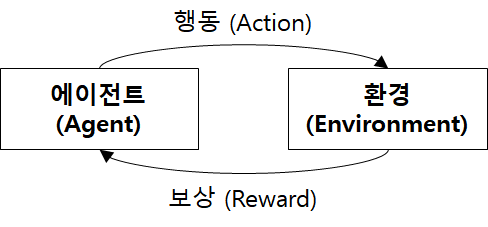 행동 (Action)
에이전트
(Agent)
환경
(Environment)
보상 (Reward)